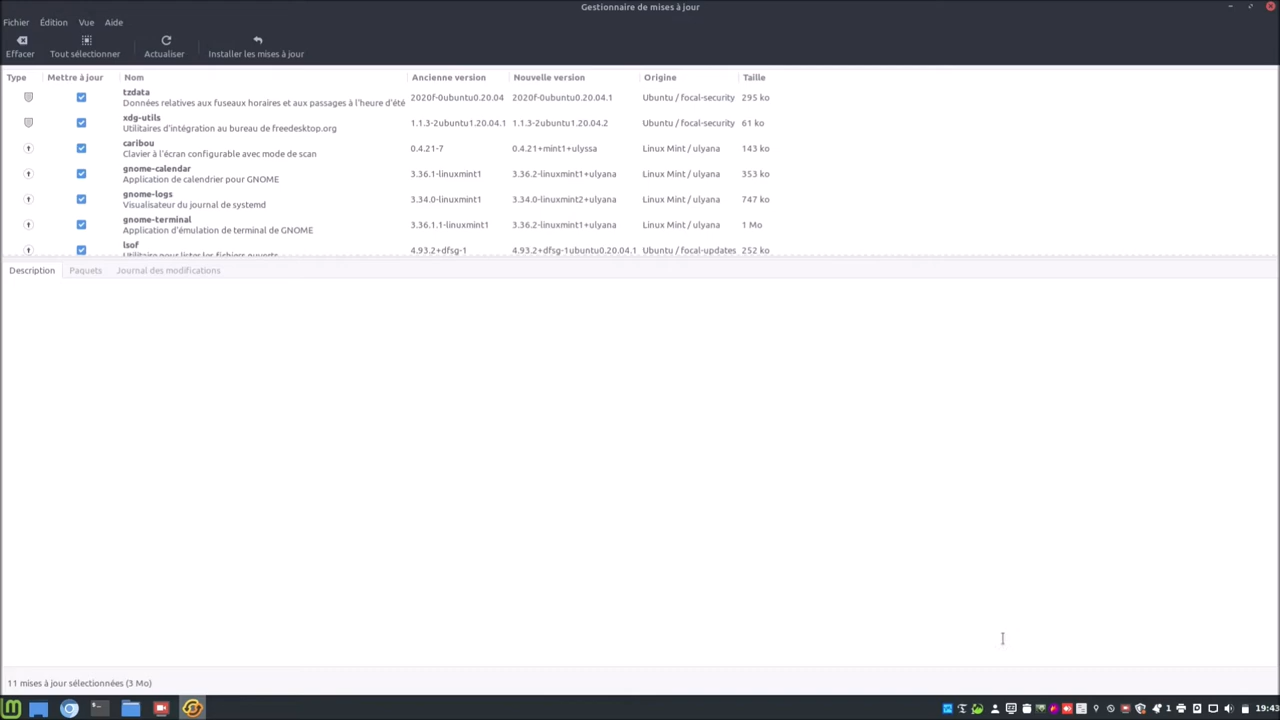 Gestionnaire de mises à jour
Fichier Édition Vue Aide
Effacer Tout sélectionner Actualiser Installer les mises à jour
Type Mettre à jour Nom Ancienne version Nouvelle version Origine Taille
tzdata
Données relatives aux fuseaux horaires et aux passages à l'heure d'été 2020f-0ubuntu0.20.04 2020f-0ubuntu0.20.04.1 Ubuntu / focal-security 295 ko
xdg-utils
Utilitaires d'intégration au bureau de freedesktop.org 1.1.3-2ubuntu1.20.04.1 1.1.3-2ubuntu1.20.04.2 Ubuntu / focal-security 61 ko
caribou
Clavier à l'écran configurable avec mode de scan 0.4.21-7 0.4.21+mint1+ulyssa Linux Mint / ulyana 143 ko
gnome-calendar
Application de calendrier pour GNOME 3.36.1-linuxmint1 3.36.2-linuxmint1+ulyana Linux Mint / ulyana 353 ko
gnome-logs
Visualisateur du journal de systemd 3.34.0-linuxmint1 3.34.0-linuxmint2+ulyana Linux Mint / ulyana 747 ko
gnome-terminal
Application d'émulation de terminal de GNOME 3.36.1.1-linuxmint1 3.36.2-linuxmint1+ulyana Linux Mint / ulyana 1 Mo
lsof
Utilitaire pour lister les fichiers ouverts 4.93.2+dfsg-1 4.93.2+dfsg-1ubuntu0.20.04.1 Ubuntu / focal-updates 252 ko
Description Paquets Journal des modifications
11 mises à jour sélectionnées (3 Mo)
1 19:43